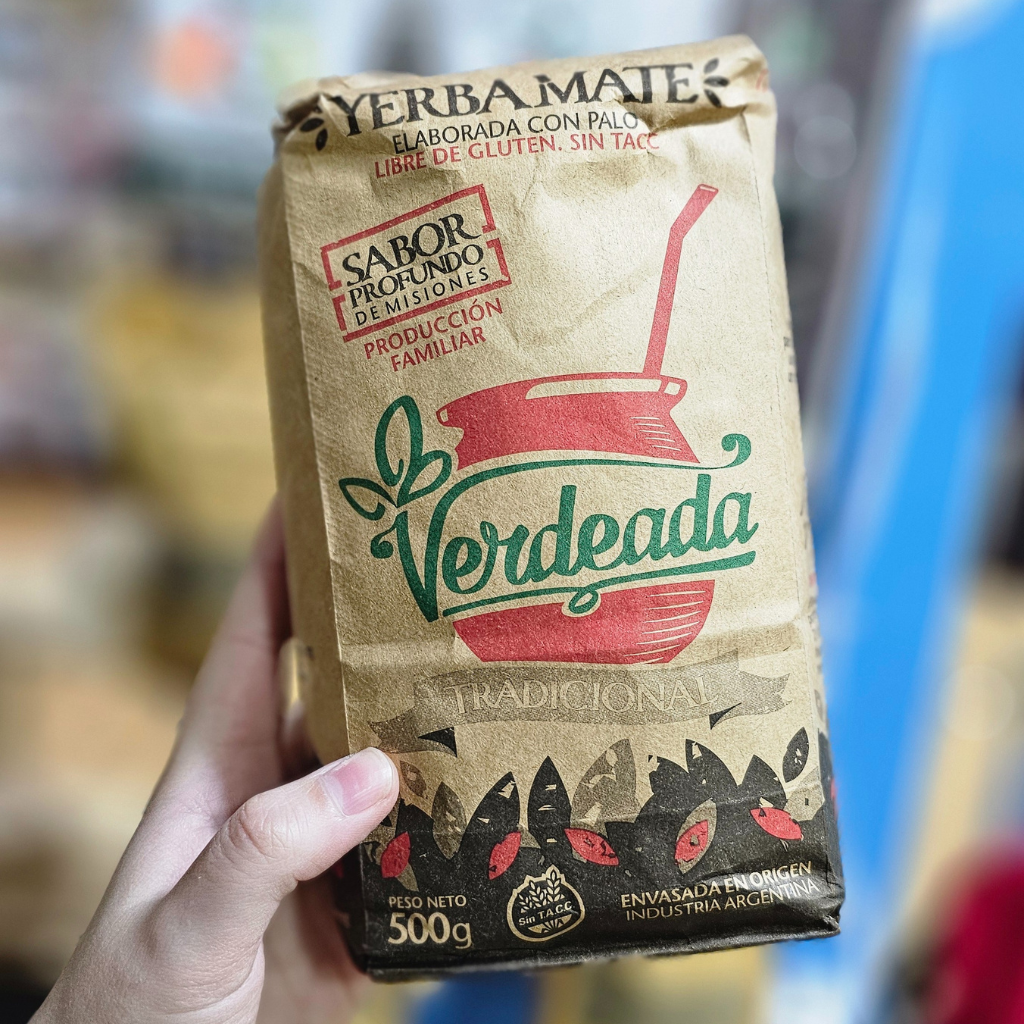 YERBA MATE
ELABORADA CON PALO
LIBRE DE GLUTEN. SIN TACC
SABOR
PROFUNDO
DE MISIONES
PRODUCCIÓN
FAMILIAR
Verdeada
TRADICIONAL
PESO NETO
500g
Sin T.A.C.C.
ENVASADA EN ORIGEN
INDUSTRIA ARGENTINA